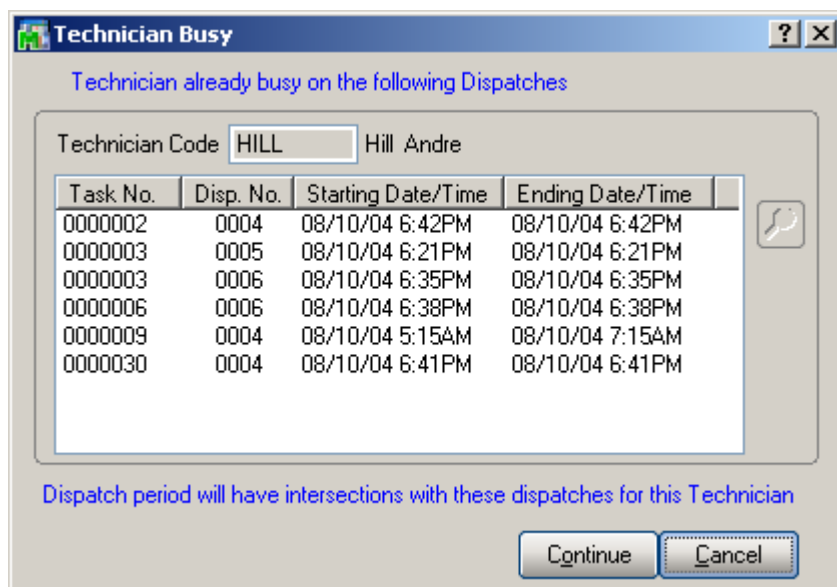 Technician Busy
Technician already busy on the following Dispatches
Technician Code HILL Hill Andre
Task No. Disp. No. Starting Date/Time Ending Date/Time
0000002 0004 08/10/04 6:42PM 08/10/04 6:42PM
0000003 0005 08/10/04 6:21PM 08/10/04 6:21PM
0000003 0006 08/10/04 6:35PM 08/10/04 6:35PM
0000006 0006 08/10/04 6:38PM 08/10/04 6:38PM
0000009 0004 08/10/04 5:15AM 08/10/04 7:15AM
0000030 0004 08/10/04 6:41PM 08/10/04 6:41PM
Dispatch period will have intersections with these dispatches for this Technician
Continue Cancel